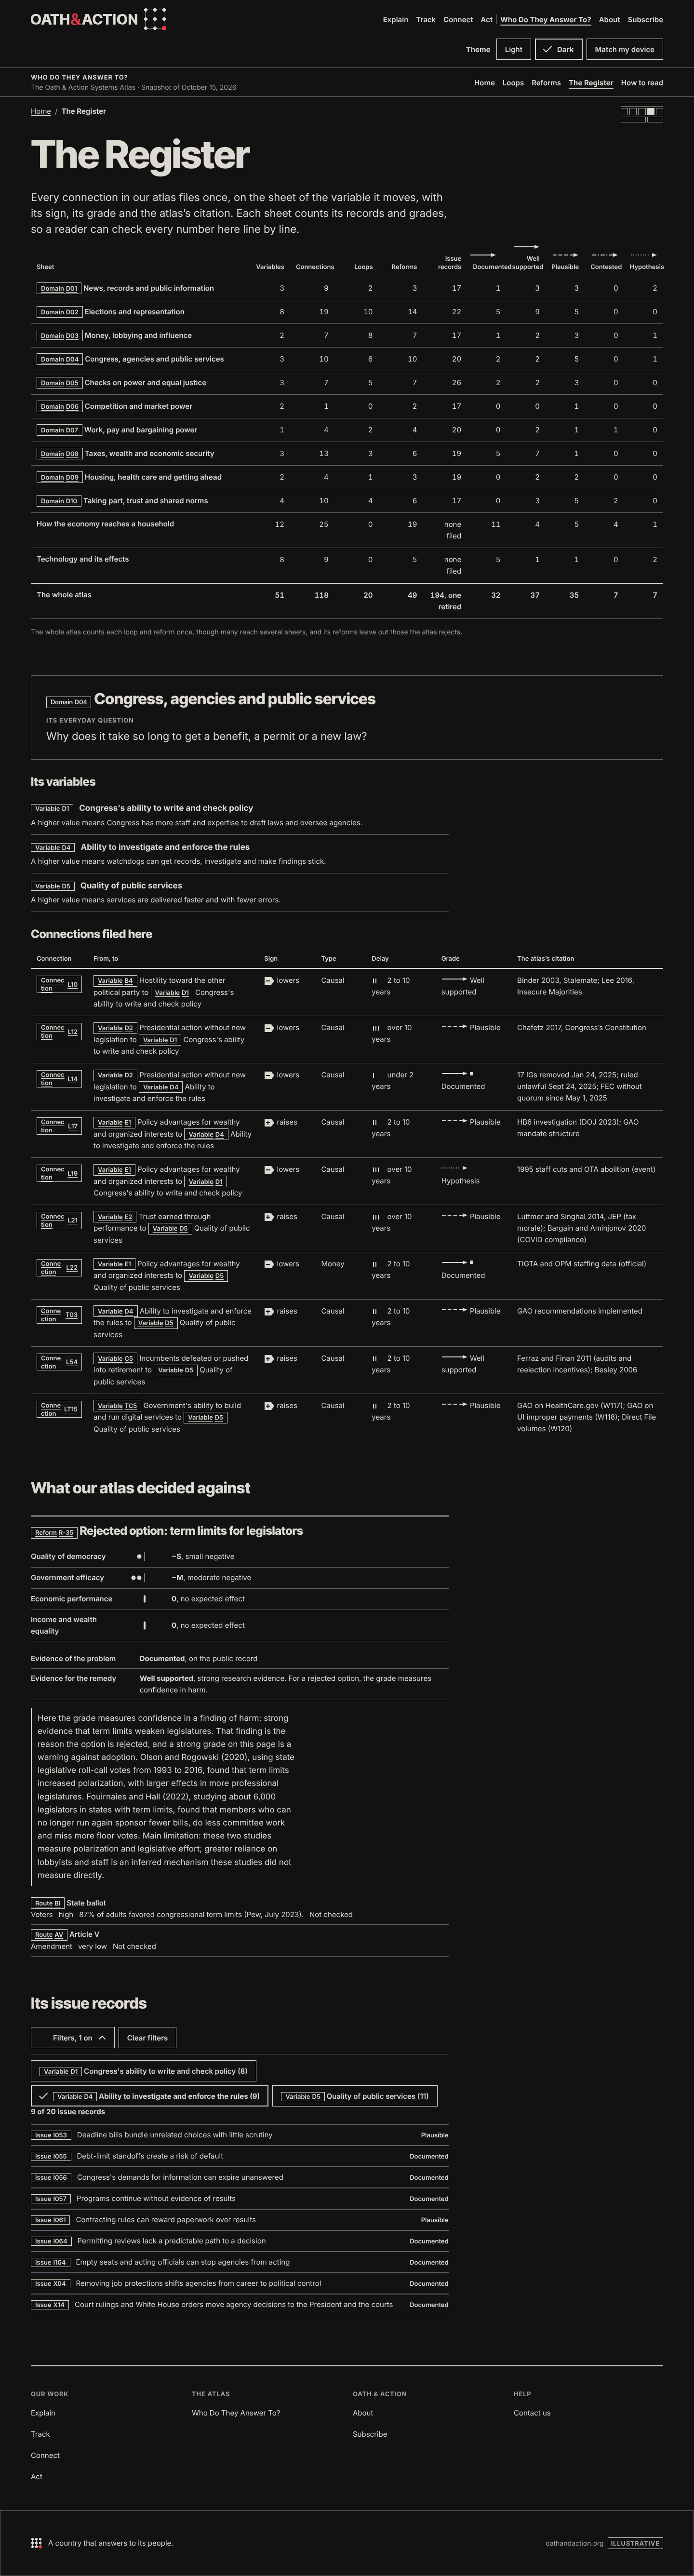 OATH&ACTION
Explain Track Connect Act Who Do They Answer To? About Subscribe
Theme Light Dark Match my device
WHO DO THEY ANSWER TO?
The Oath & Action Systems Atlas · Snapshot of October 15, 2026
Home Loops Reforms The Register How to read
Home / The Register
The Register
Every connection in our atlas files once, on the sheet of the variable it moves, with
its sign, its grade and the atlas’s citation. Each sheet counts its records and grades,
so a reader can check every number here line by line.
Sheet Variables Connections Loops Reforms Issue records Documented Well supported Plausible Contested Hypothesis
Domain D01 News, records and public information 3 9 2 3 17 1 3 3 0 2
Domain D02 Elections and representation 8 19 10 14 22 5 9 5 0 0
Domain D03 Money, lobbying and influence 2 7 8 7 17 1 2 3 0 1
Domain D04 Congress, agencies and public services 3 10 6 10 20 2 2 5 0 1
Domain D05 Checks on power and equal justice 3 7 5 7 26 2 2 3 0 0
Domain D06 Competition and market power 2 1 0 2 17 0 0 1 0 0
Domain D07 Work, pay and bargaining power 1 4 2 4 20 0 2 1 1 0
Domain D08 Taxes, wealth and economic security 3 13 3 6 19 5 7 1 0 0
Domain D09 Housing, health care and getting ahead 2 4 1 3 19 0 2 2 0 0
Domain D10 Taking part, trust and shared norms 4 10 4 6 17 0 3 5 2 0
How the economy reaches a household 12 25 0 19 none filed 11 4 5 4 1
Technology and its effects 8 9 0 5 none filed 5 1 1 0 2
The whole atlas 51 118 20 49 194, one retired 32 37 35 7 7
The whole atlas counts each loop and reform once, though many reach several sheets, and its reforms leave out those the atlas rejects.
Domain D04 Congress, agencies and public services
ITS EVERYDAY QUESTION
Why does it take so long to get a benefit, a permit or a new law?
Its variables
Variable D1 Congress's ability to write and check policy
A higher value means Congress has more staff and expertise to draft laws and oversee agencies.
Variable D4 Ability to investigate and enforce the rules
A higher value means watchdogs can get records, investigate and make findings stick.
Variable D5 Quality of public services
A higher value means services are delivered faster and with fewer errors.
Connections filed here
Connection From, to Sign Type Delay Grade The atlas's citation
Connection L10 Variable B4 Hostility toward the other political party to Variable D1 Congress's ability to write and check policy lowers Causal 2 to 10 years Well supported Binder 2003, Stalemate; Lee 2016, Insecure Majorities
Connection L12 Variable D2 Presidential action without new legislation to Variable D1 Congress's ability to write and check policy lowers Causal over 10 years Plausible Chafetz 2017, Congress’s Constitution
Connection L14 Variable D2 Presidential action without new legislation to Variable D4 Ability to investigate and enforce the rules lowers Causal under 2 years Documented 17 IGs removed Jan 24, 2025; ruled unlawful Sept 24, 2025; FEC without quorum since May 1, 2025
Connection L17 Variable E1 Policy advantages for wealthy and organized interests to Variable D4 Ability to investigate and enforce the rules raises Causal 2 to 10 years Plausible HB6 investigation (DOJ 2023); GAO mandate structure
Connection L19 Variable E1 Policy advantages for wealthy and organized interests to Variable D1 Congress's ability to write and check policy lowers Causal over 10 years Hypothesis 1995 staff cuts and OTA abolition (event)
Connection L21 Variable E2 Trust earned through performance to Variable D5 Quality of public services raises Causal over 10 years Plausible Luttmer and Singhal 2014, JEP (tax morale); Bargain and Aminjonov 2020 (COVID compliance)
Connection L22 Variable E1 Policy advantages for wealthy and organized interests to Variable D5 Quality of public services lowers Money 2 to 10 years Documented TIGTA and OPM staffing data (official)
Connection T03 Variable D4 Ability to investigate and enforce the rules to Variable D5 Quality of public services raises Causal 2 to 10 years Plausible GAO recommendations implemented
Connection L54 Variable C5 Incumbents defeated or pushed into retirement to Variable D5 Quality of public services raises Causal 2 to 10 years Well supported Ferraz and Finan 2011 (audits and reelection incentives); Besley 2006
Connection LT15 Variable TC5 Government's ability to build and run digital services to Variable D5 Quality of public services raises Causal 2 to 10 years Plausible GAO on HealthCare.gov (W117); GAO on UI improper payments (W118); Direct File volumes (W120)
What our atlas decided against
Reform R-35 Rejected option: term limits for legislators
Quality of democracy −S, small negative
Government efficacy −M, moderate negative
Economic performance 0, no expected effect
Income and wealth equality 0, no expected effect
Evidence of the problem Documented, on the public record
Evidence for the remedy Well supported, strong research evidence. For a rejected option, the grade measures
confidence in harm.
Here the grade measures confidence in a finding of harm: strong
evidence that term limits weaken legislatures. That finding is the
reason the option is rejected, and a strong grade on this page is a
warning against adoption. Olson and Rogowski (2020), using state
legislative roll-call votes from 1993 to 2016, found that term limits
increased polarization, with larger effects in more professional
legislatures. Fouirnaies and Hall (2022), studying about 6,000
legislators in states with term limits, found that members who can
no longer run again sponsor fewer bills, do less committee work
and miss more floor votes. Main limitation: these two studies
measure polarization and legislative effort; greater reliance on
lobbyists and staff is an inferred mechanism these studies did not
measure directly.
Route BI State ballot
Voters high 87% of adults favored congressional term limits (Pew, July 2023). Not checked
Route AV Article V
Amendment very low Not checked
Its issue records
Filters, 1 on Clear filters
Variable D1 Congress's ability to write and check policy (8)
Variable D4 Ability to investigate and enforce the rules (9) Variable D5 Quality of public services (11)
9 of 20 issue records
Issue I053 Deadline bills bundle unrelated choices with little scrutiny Plausible
Issue I055 Debt-limit standoffs create a risk of default Documented
Issue I056 Congress's demands for information can expire unanswered Documented
Issue I057 Programs continue without evidence of results Documented
Issue I061 Contracting rules can reward paperwork over results Plausible
Issue I064 Permitting reviews lack a predictable path to a decision Documented
Issue I164 Empty seats and acting officials can stop agencies from acting Documented
Issue X04 Removing job protections shifts agencies from career to political control Documented
Issue X14 Court rulings and White House orders move agency decisions to the President and the courts Documented
OUR WORK THE ATLAS OATH & ACTION HELP
Explain Who Do They Answer To? About Contact us
Track Subscribe
Connect
Act
A country that answers to its people.
oathandaction.org ILLUSTRATIVE